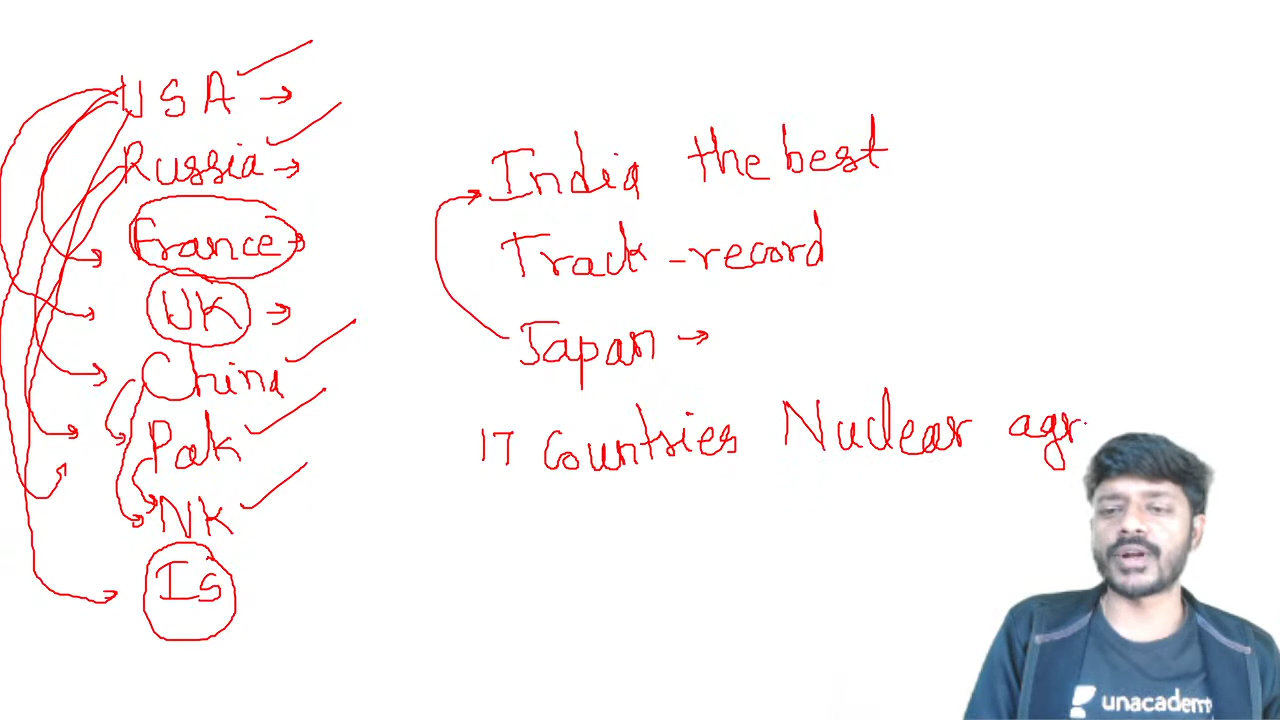 USA →
Russia →
France →
UK →
China
Pak
NK
Is
India the best
Track-record
Japan →
17 Countries Nuclear agr.
unacadem